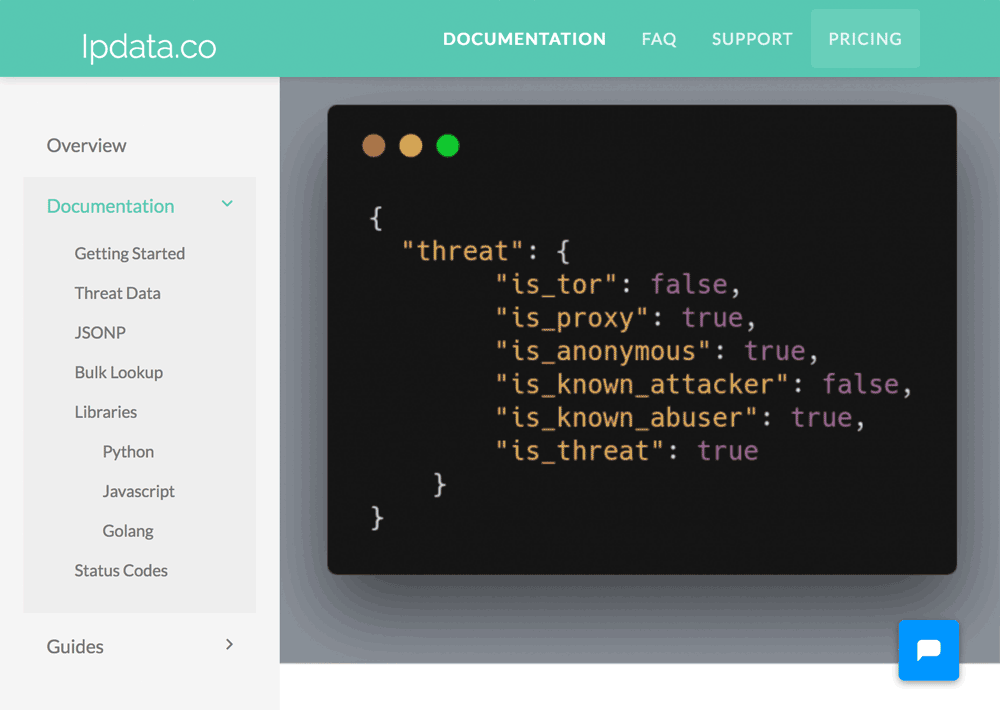 Ipdata.co
DOCUMENTATION FAQ SUPPORT PRICING
Overview
Documentation
Getting Started
Threat Data
JSONP
Bulk Lookup
Libraries
Python
Javascript
Golang
Status Codes
Guides
{
"threat": {
"is_tor": false,
"is_proxy": true,
"is_anonymous": true,
"is_known_attacker": false,
"is_known_abuser": true,
"is_threat": true
}
}